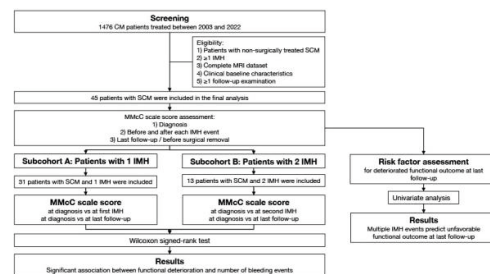 Screening
1476 CM patients treated between 2003 and 2022
Eligibility:
1) Patients with non-surgically treated SCM
2) ≥1 IMH
3) Complete MRI dataset
4) Clinical baseline characteristics
5) ≥1 follow-up examination
45 patients with SCM were included in the final analysis
MMcC scale score assessment:
1) Diagnosis
2) Before and after each IMH event
3) Last follow-up / before surgical removal
Subcohort A: Patients with 1 IMH
31 patients with SCM and 1 IMH were included
MMcC scale score
at diagnosis vs at first IMH
at diagnosis vs at last follow-up
Subcohort B: Patients with 2 IMH
13 patients with SCM and 2 IMH were included
MMcC scale score
at diagnosis vs at second IMH
at diagnosis vs at last follow-up
Wilcoxon signed-rank test
Results
Significant association between functional deterioration and number of bleeding events
Risk factor assessment
for deteriorated functional outcome at last
follow-up
Univariate analysis
Results
Multiple IMH events predict unfavorable
functional outcome at last follow-up